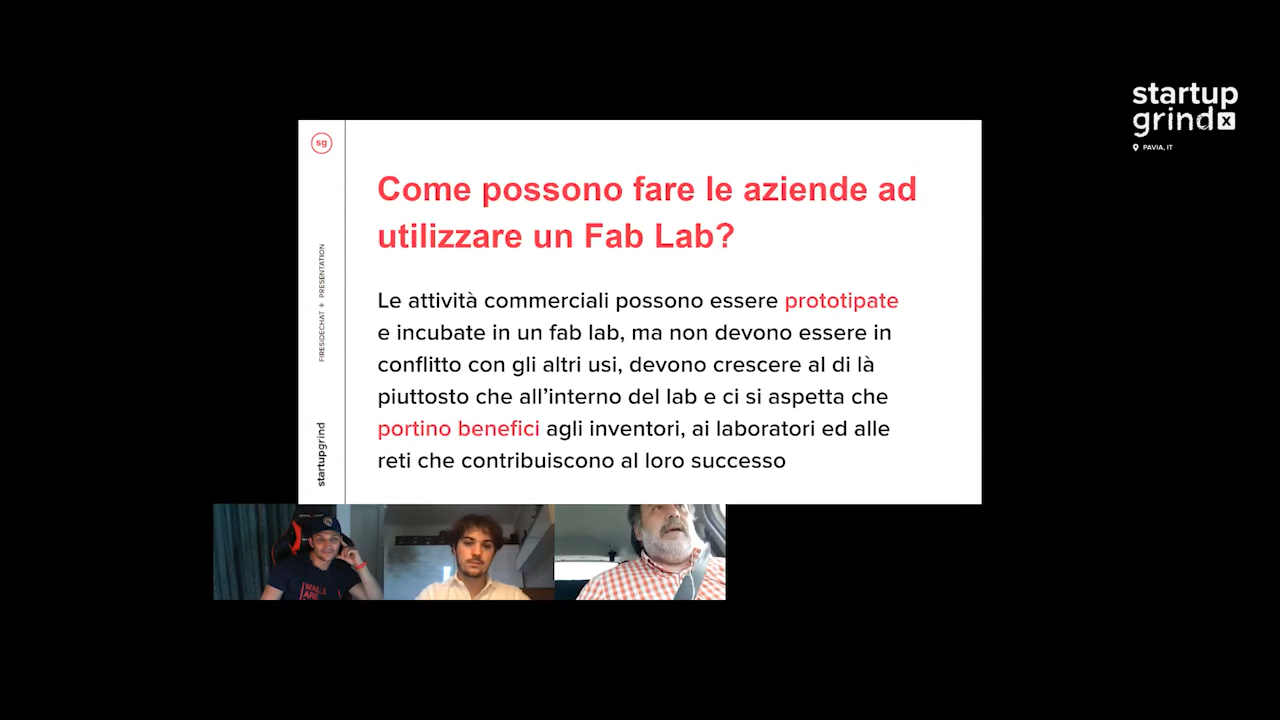 startup
grind x
PAVIA, IT
sg
Come possono fare le aziende ad
utilizzare un Fab Lab?
Le attività commerciali possono essere prototipate
e incubate in un fab lab, ma non devono essere in
conflitto con gli altri usi, devono crescere al di là
piuttosto che all’interno del lab e ci si aspetta che
portino benefici agli inventori, ai laboratori ed alle
reti che contribuiscono al loro successo
FIRESIDECHAT + PRESENTATION
startupgrind
WALLS
ARE